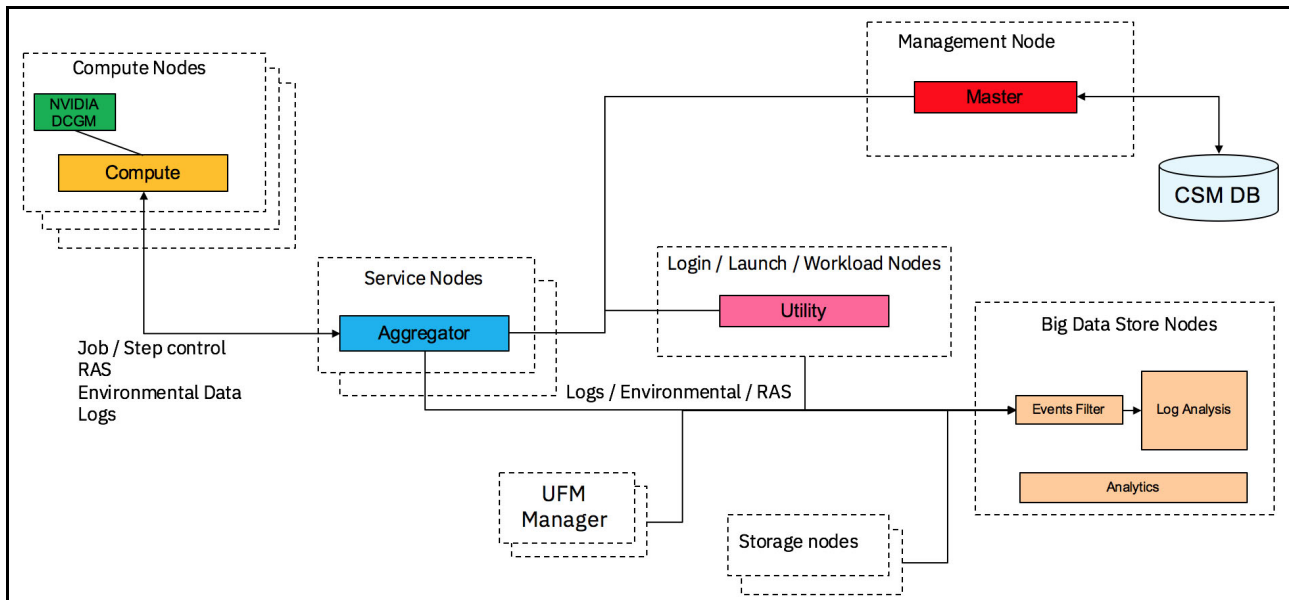 Compute Nodes
NVIDIA
DCGM
Compute
Management Node
Master
CSM DB
Service Nodes
Aggregator
Login / Launch / Workload Nodes
Utility
Job / Step control
RAS
Environmental Data
Logs
Logs / Environmental / RAS
Big Data Store Nodes
Events Filter
Log Analysis
Analytics
UFM
Manager
Storage nodes